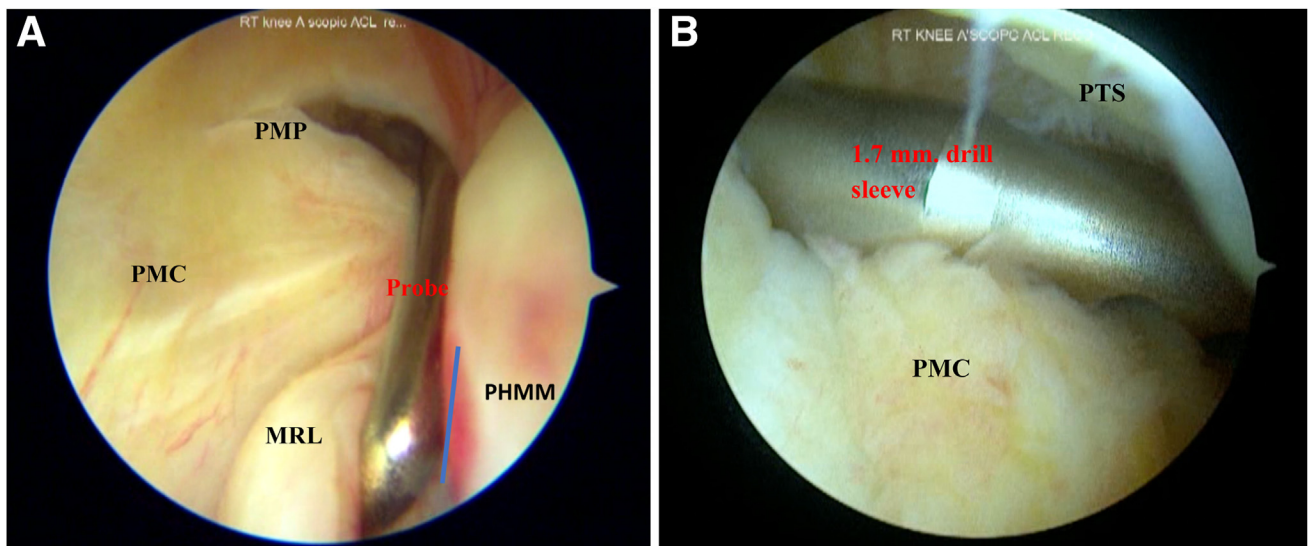 A
RT knee A scopic ACL re...
PMP
PMC
Probe
PHMM
MRL
B
RT KNEE A'SCOPC ACL
PTS
1.7 mm. drill
sleeve
PMC